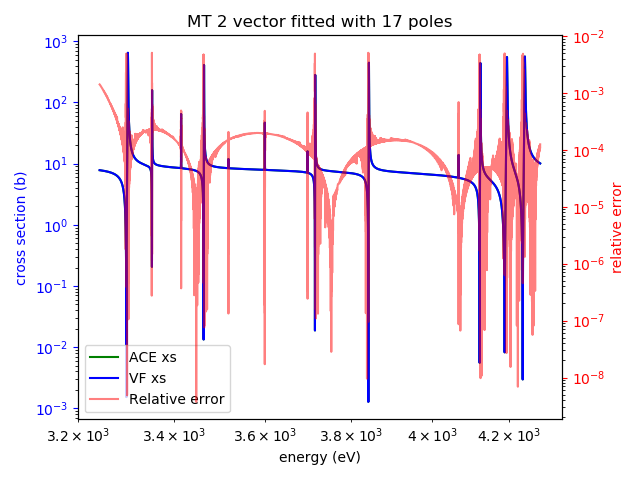 MT 2 vector fitted with 17 poles
10³
10²
10¹
10⁰
10⁻¹
10⁻²
10⁻³
cross section (b)
10⁻²
10⁻³
10⁻⁴
10⁻⁵
10⁻⁶
10⁻⁷
10⁻⁸
relative error
ACE xs
VF xs
Relative error
3.2 × 10³ 3.4 × 10³ 3.6 × 10³ 3.8 × 10³ 4 × 10³ 4.2 × 10³
energy (eV)